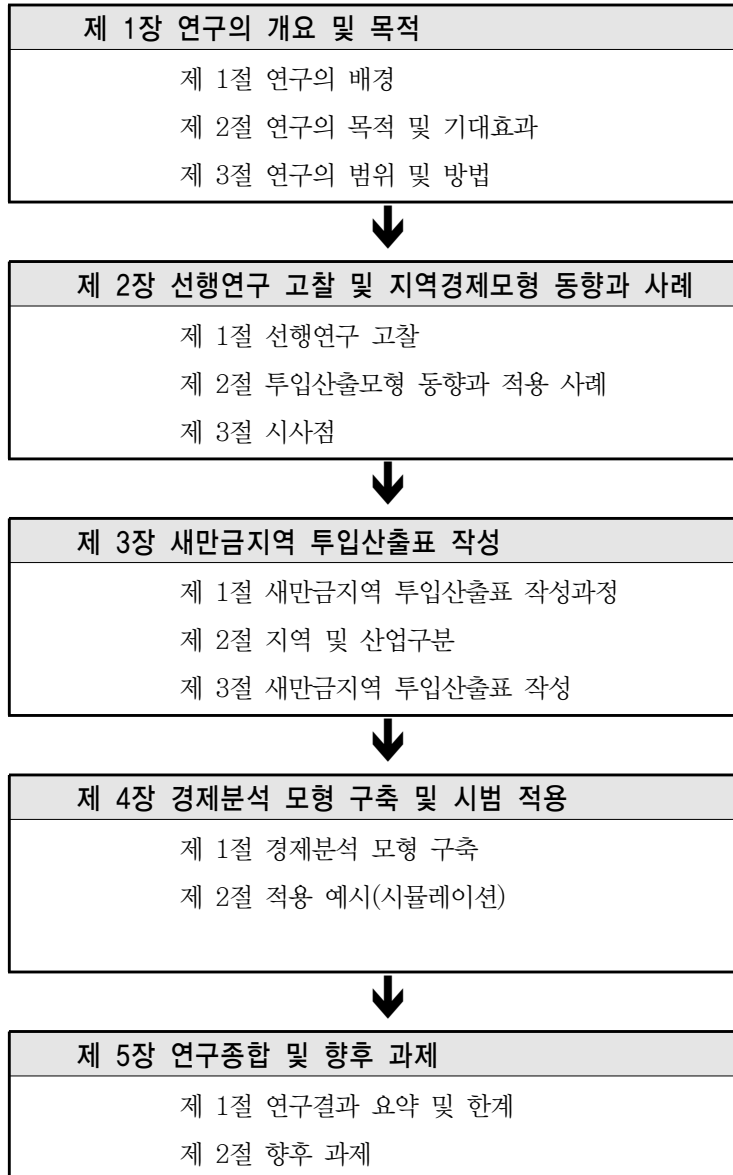 제 1장 연구의 개요 및 목적
제 1절 연구의 배경
제 2절 연구의 목적 및 기대효과
제 3절 연구의 범위 및 방법
제 2장 선행연구 고찰 및 지역경제모형 동향과 사례
제 1절 선행연구 고찰
제 2절 투입산출모형 동향과 적용 사례
제 3절 시사점
제 3장 새만금지역 투입산출표 작성
제 1절 새만금지역 투입산출표 작성과정
제 2절 지역 및 산업구분
제 3절 새만금지역 투입산출표 작성
제 4장 경제분석 모형 구축 및 시범 적용
제 1절 경제분석 모형 구축
제 2절 적용 예시(시뮬레이션)
제 5장 연구종합 및 향후 과제
제 1절 연구결과 요약 및 한계
제 2절 향후 과제